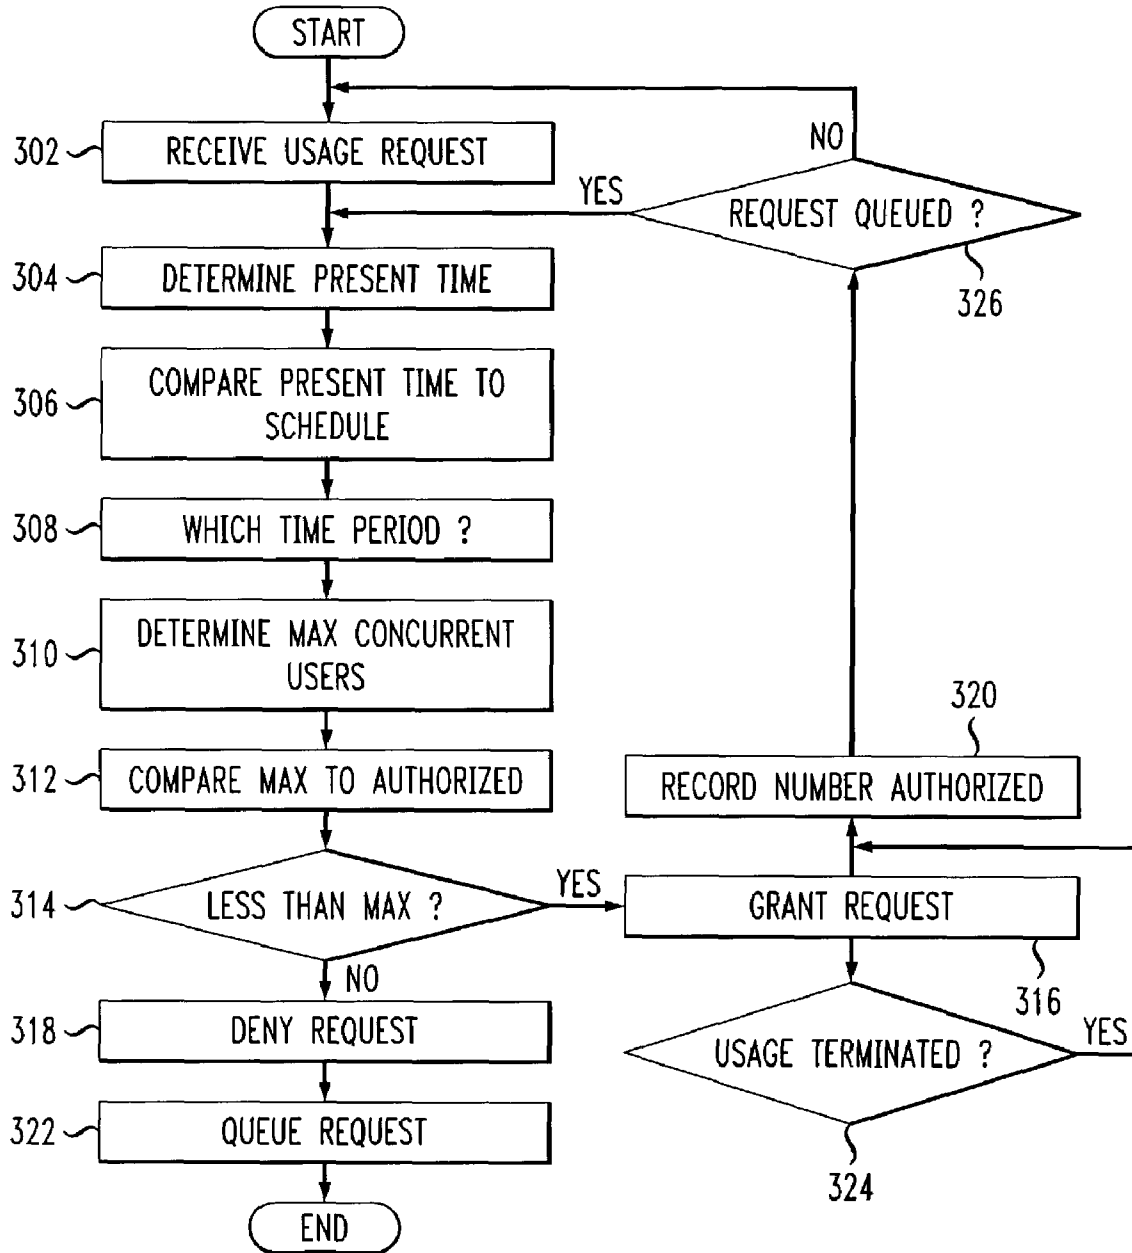 START
302
RECEIVE USAGE REQUEST
NO
YES
REQUEST QUEUED ?
326
304
DETERMINE PRESENT TIME
306
COMPARE PRESENT TIME TO
SCHEDULE
308
WHICH TIME PERIOD ?
310
DETERMINE MAX CONCURRENT
USERS
312
COMPARE MAX TO AUTHORIZED
320
RECORD NUMBER AUTHORIZED
314
LESS THAN MAX ?
YES
GRANT REQUEST
316
NO
318
DENY REQUEST
USAGE TERMINATED ?
YES
324
322
QUEUE REQUEST
END